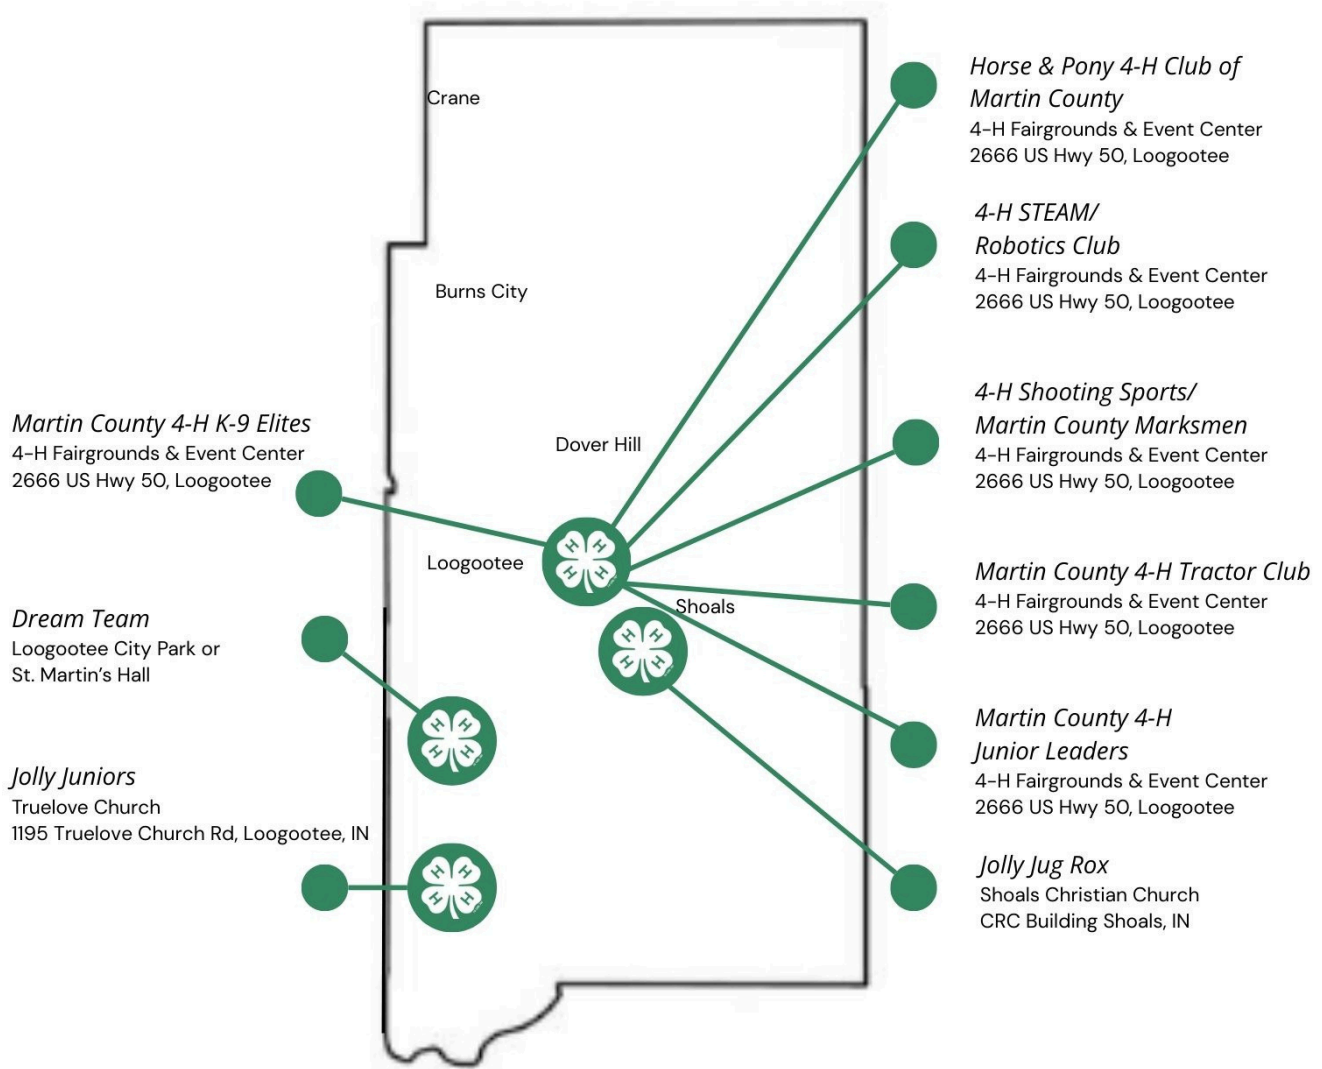 Crane
Burns City
Dover Hill
Loogootee
Shoals
Martin County 4-H K-9 Elites
4-H Fairgrounds & Event Center
2666 US Hwy 50, Loogootee
Dream Team
Loogootee City Park or
St. Martin's Hall
Jolly Juniors
Truelove Church
1195 Truelove Church Rd, Loogootee, IN
Horse & Pony 4-H Club of
Martin County
4-H Fairgrounds & Event Center
2666 US Hwy 50, Loogootee
4-H STEAM/
Robotics Club
4-H Fairgrounds & Event Center
2666 US Hwy 50, Loogootee
4-H Shooting Sports/
Martin County Marksmen
4-H Fairgrounds & Event Center
2666 US Hwy 50, Loogootee
Martin County 4-H Tractor Club
4-H Fairgrounds & Event Center
2666 US Hwy 50, Loogootee
Martin County 4-H
Junior Leaders
4-H Fairgrounds & Event Center
2666 US Hwy 50, Loogootee
Jolly Jug Rox
Shoals Christian Church
CRC Building Shoals, IN
H H H H
H H H H
H H H H
H H H H